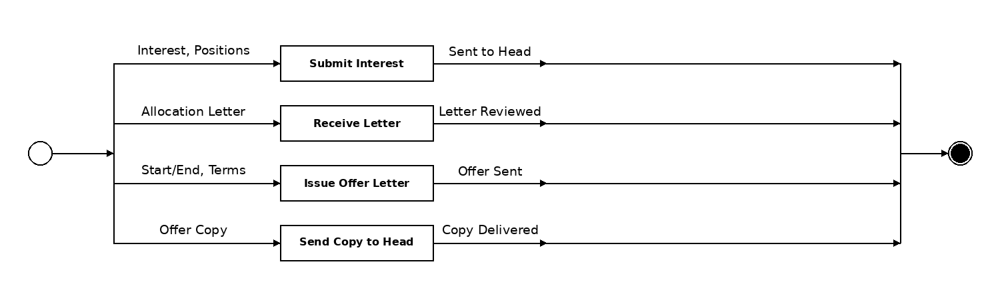 Interest, Positions
Submit Interest
Sent to Head
Allocation Letter
Receive Letter
Letter Reviewed
Start/End, Terms
Issue Offer Letter
Offer Sent
Offer Copy
Send Copy to Head
Copy Delivered